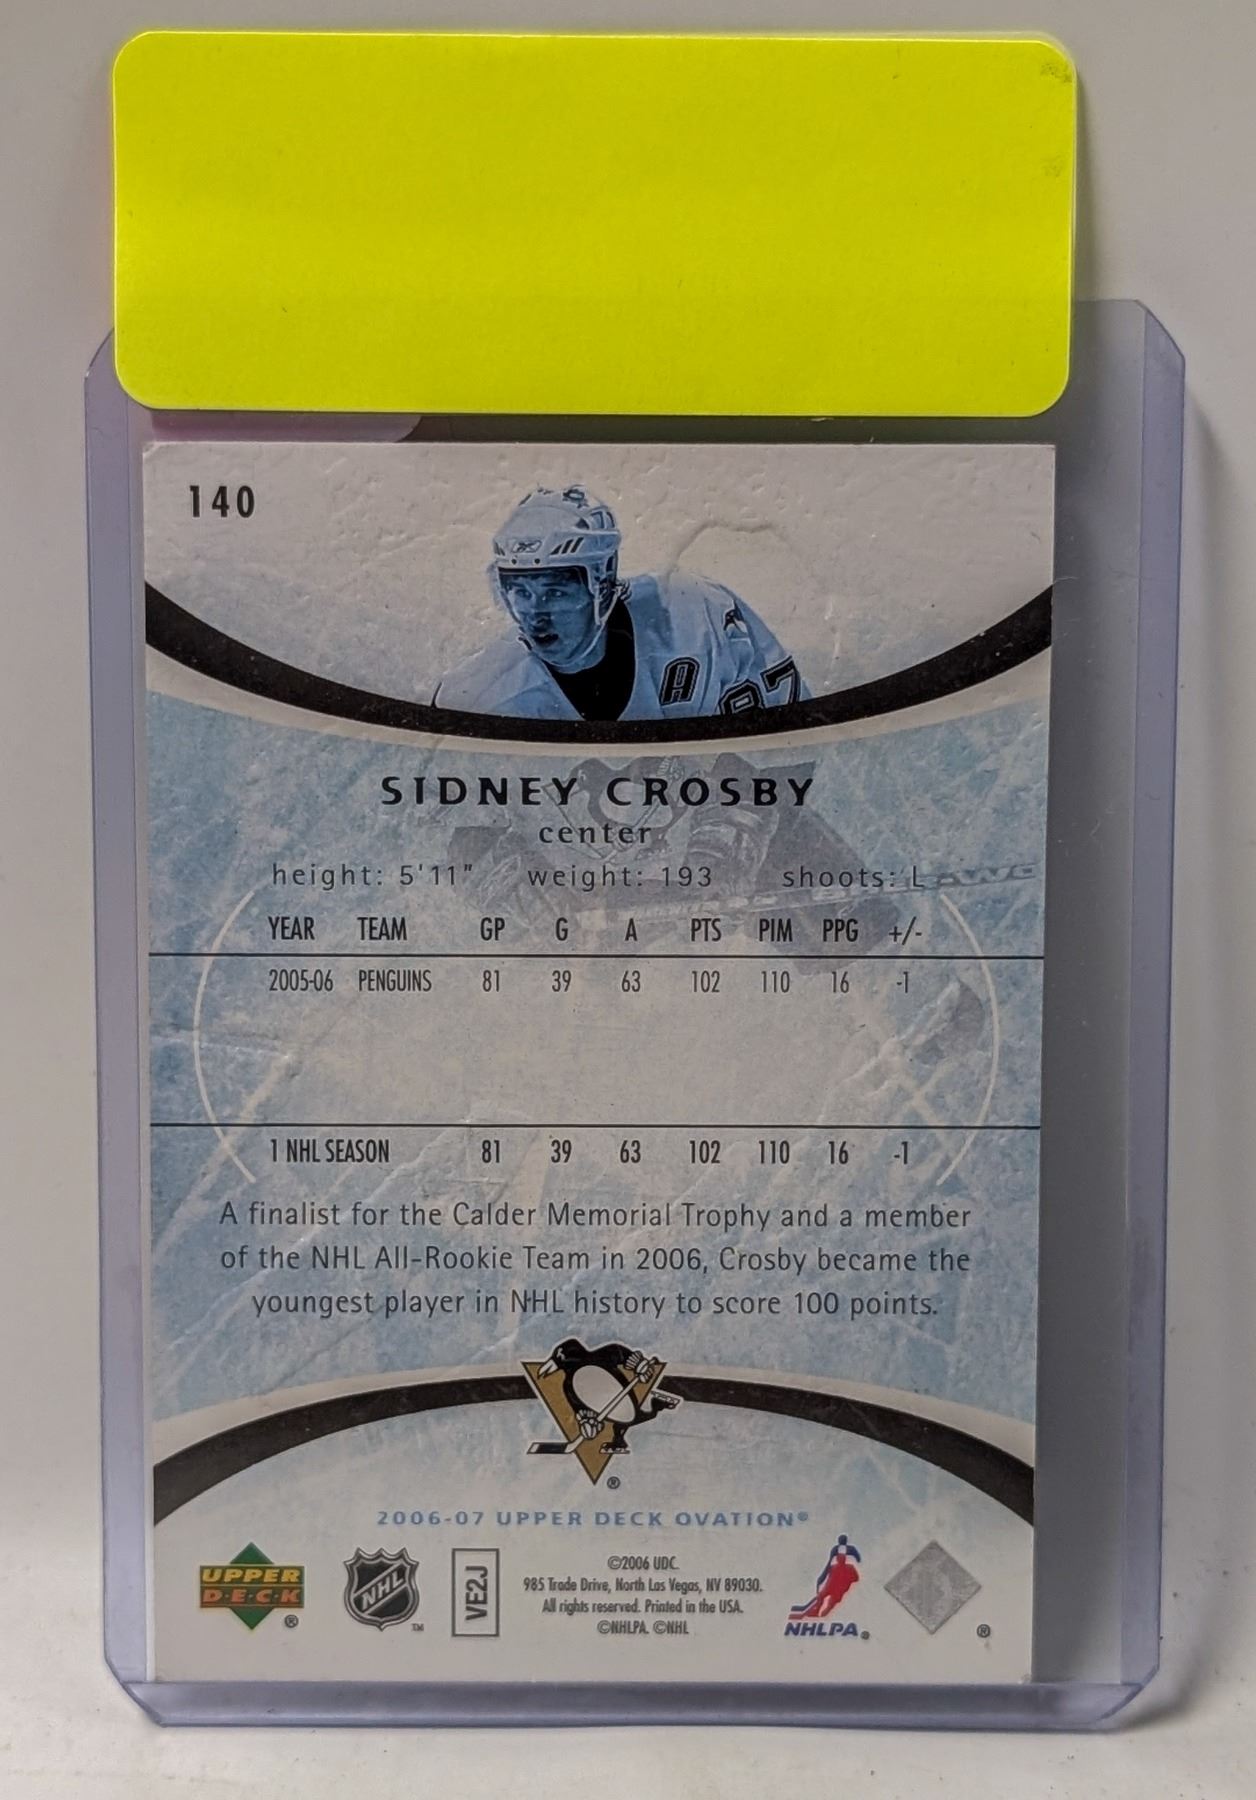 140
A 87
SIDNEY CROSBY
center
height: 5'11" weight: 193 shoots: L
YEAR TEAM GP G A PTS PIM PPG +/-
2005-06 PENGUINS 81 39 63 102 110 16 -1
1 NHL SEASON 81 39 63 102 110 16 -1
A finalist for the Calder Memorial Trophy and a member
of the NHL All-Rookie Team in 2006, Crosby became the
youngest player in NHL history to score 100 points.
®
2006-07 UPPER DECK OVATION®
UPPER
D·E·C·K
®
NHL
™
VE2J
©2006 UDC.
985 Trade Drive, North Las Vegas, NV 89030.
All rights reserved. Printed in the USA.
©NHLPA. ©NHL
NHLPA®
®